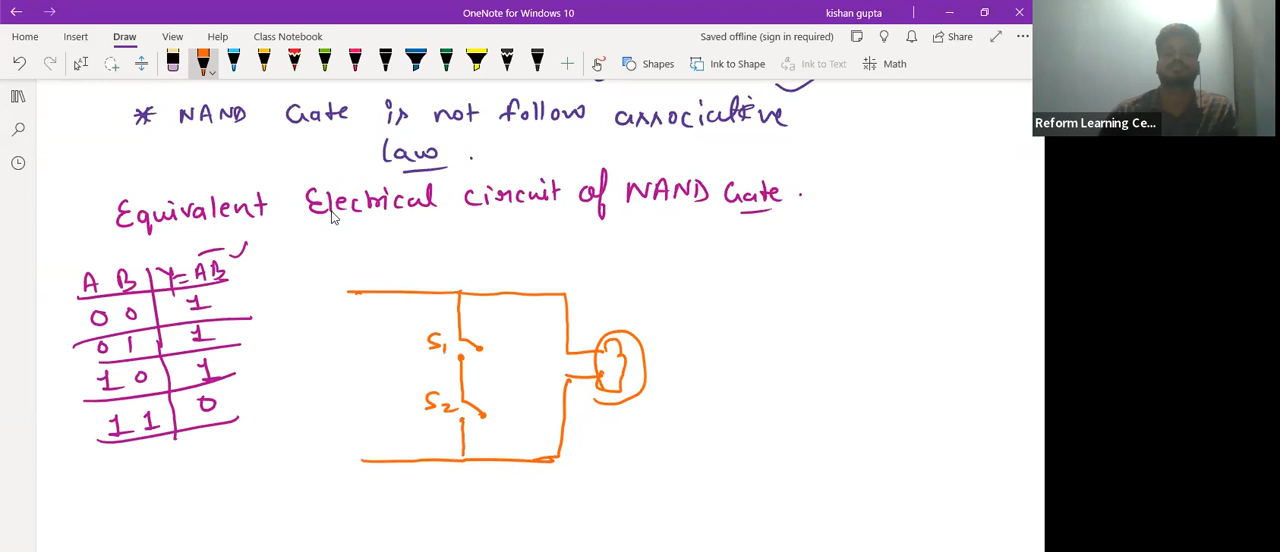 OneNote for Windows 10
kishan gupta
Home Insert Draw View Help Class Notebook
Saved offline (sign in required)
Share
Shapes Ink to Shape Ink to Text Math
Reform Learning Ce...
* NAND Gate is not follow associative
law.
Equivalent Electrical circuit of NAND Gate.
A B Y=\overline{AB}
0 0 1
0 1 1
1 0 1
1 1 0
S1
S2